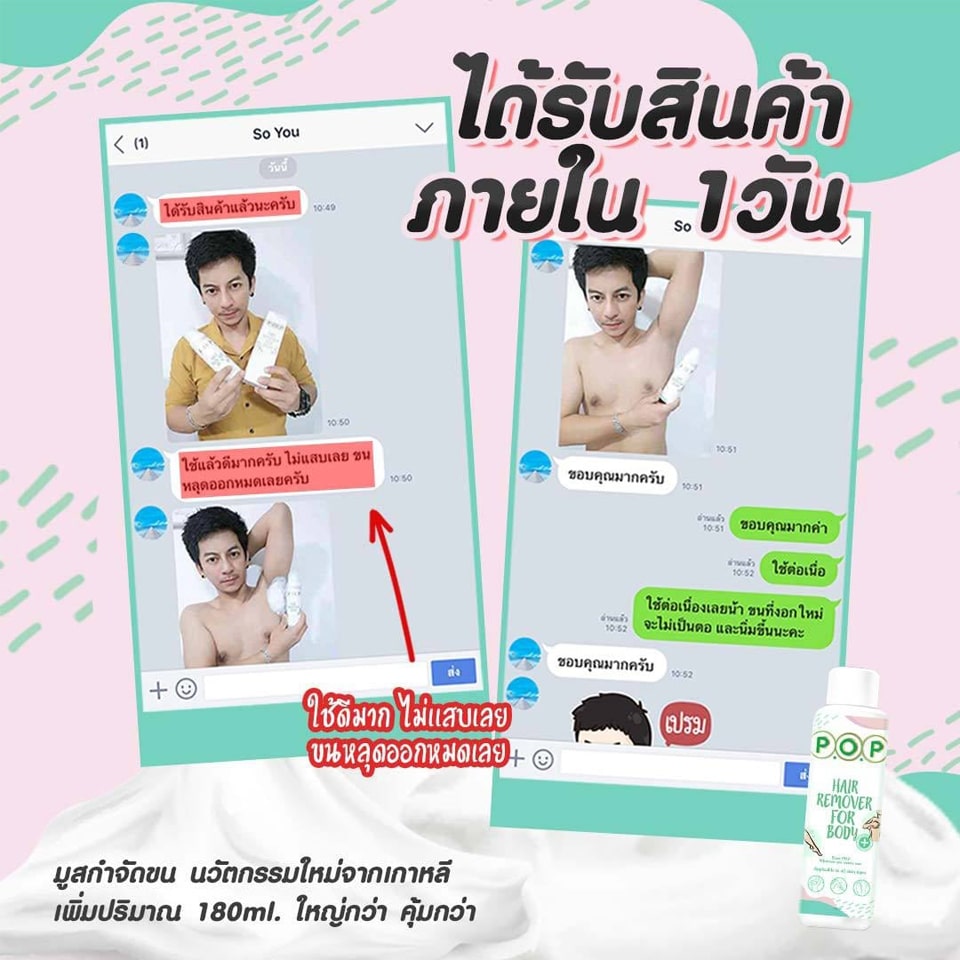 ได้รับสินค้า
ภายใน 1วัน
(1)
So You
วันนี้
ได้รับสินค้าแล้วนะครับ
10:49
10:50
ใช้แล้วดีมากครับ ไม่แสบเลย ขน
หลุดออกหมดเลยครับ
10:50
ส่ง
ใช้ดีมาก ไม่แสบเลย
ขนหลุดออกหมดเลย
So
10:51
ขอบคุณมากครับ
10:51
อ่านแล้ว
10:51
ขอบคุณมากค่า
อ่านแล้ว
10:52
ใช้ต่อเนื่อ
อ่านแล้ว
10:52
ใช้ต่อเนื่องเลยน้า ขนที่งอกใหม่
จะไม่เป็นตอ และนิ่มขึ้นนะคะ
ขอบคุณมากครับ
10:52
เปรม
P.O.P
HAIR
REMOVER
FOR
BODY
มูสกำจัดขน นวัตกรรมใหม่จากเกาหลี
เพิ่มปริมาณ 180ml. ใหญ่กว่า คุ้มกว่า